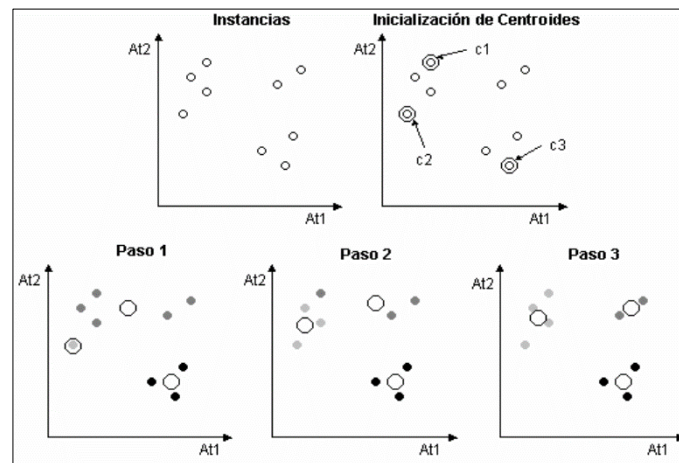 Instancias
Inicialización de Centroides
At2
At1
At2
c1
c2
c3
At1
Paso 1
Paso 2
Paso 3
At2
At1
At2
At1
At2
At1